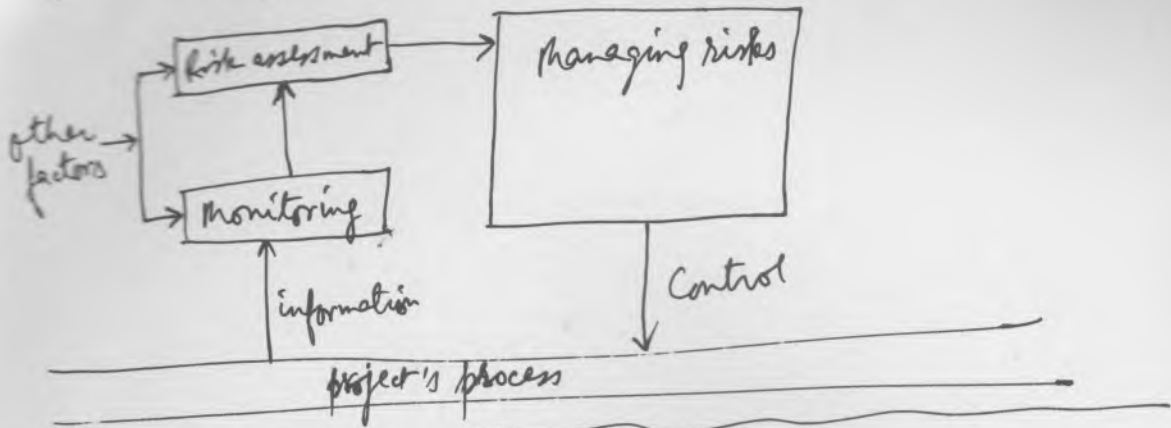 Risk assessment
Managing risks
other
factors
Monitoring
information
Control
project's process